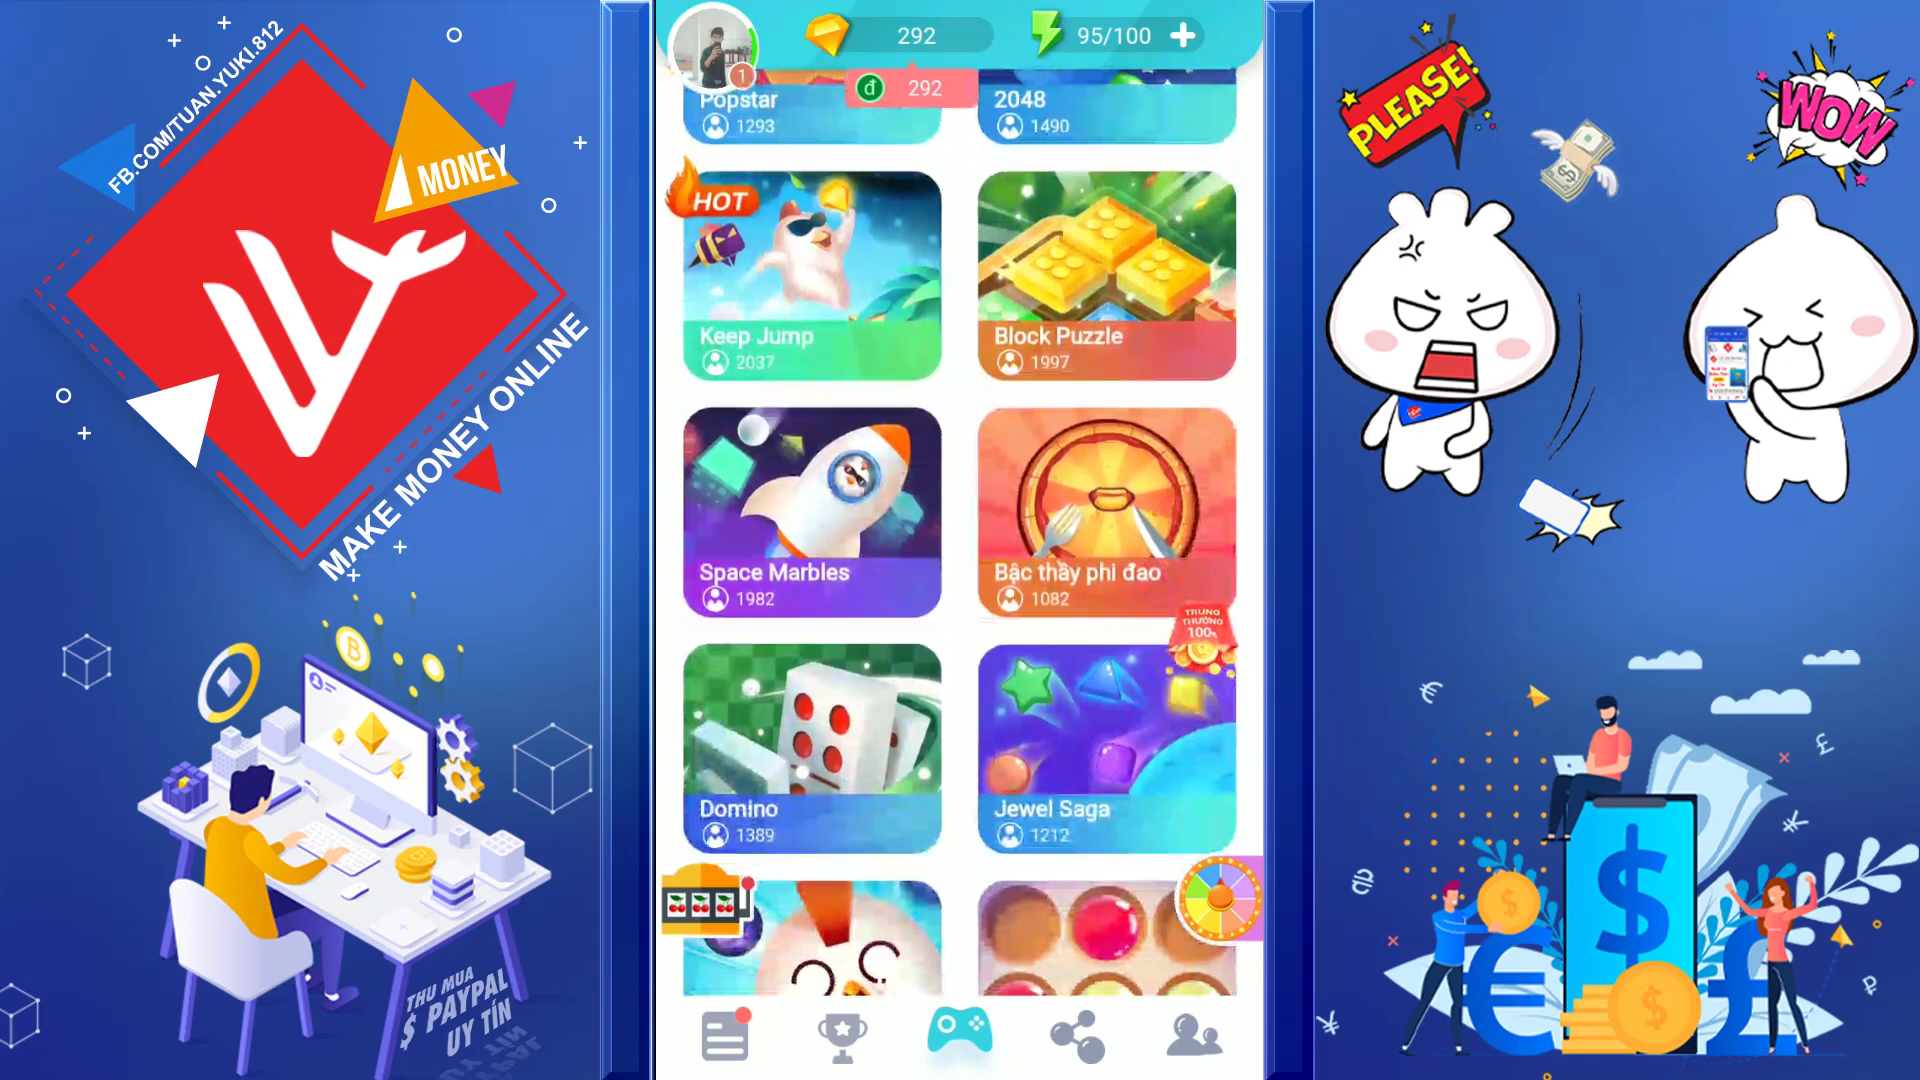 FB.COM/TUAN.YUKI.812
MONEY
MAKE MONEY ONLINE
THU MUA
$ PAYPAL
UY TÍN
292
95/100
1
đ 292
Popstar
1293
2048
1490
HOT
Keep Jump
2037
Block Puzzle
1997
Space Marbles
1982
Bậc thầy phi đao
1082
TRÚNG
THƯỞNG
100%
Domino
1389
Jewel Saga
1212
PLEASE!
WOW